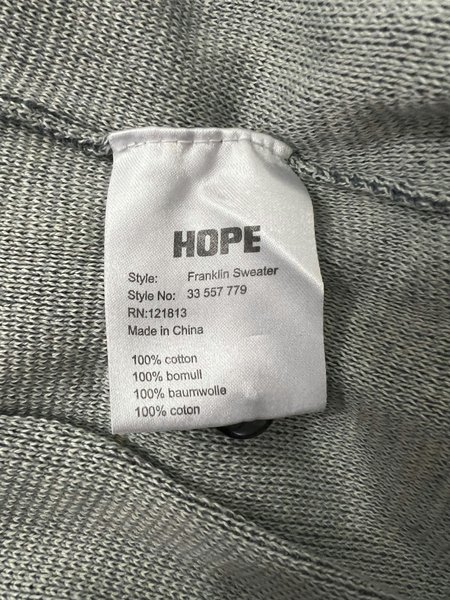 HOPE
Style: Franklin Sweater
Style No: 33 557 779
RN:121813
Made in China
100% cotton
100% bomull
100% baumwolle
100% coton